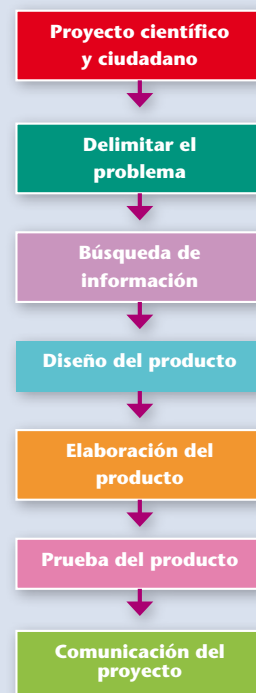 Proyecto científico
y ciudadano
Delimitar el
problema
Búsqueda de
información
Diseño del producto
Elaboración del
producto
Prueba del producto
Comunicación del
proyecto